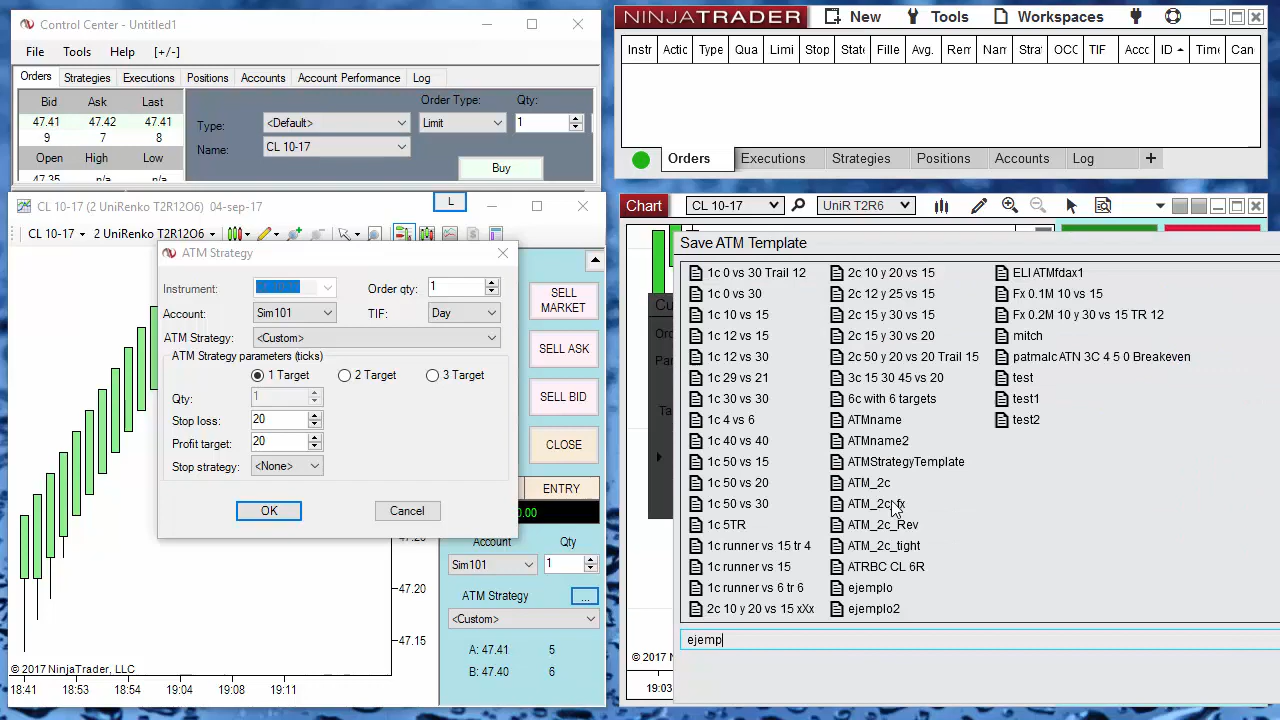 Control Center - Untitled1
File Tools Help [+/-]
Orders Strategies Executions Positions Accounts Account Performance Log
Bid Ask Last
47.41 47.42 47.41
9 7 8
Open High Low
47.35 n/a n/a
Order Type: Qty:
Type: <Default> Limit 1
Name: CL 10-17
Buy
NINJATRADER New Tools Workspaces
Instr Actic Type Qua Limi Stop State Fille Avg. Rem Nam Stra OCC TIF Acco ID Time Can
Orders Executions Strategies Positions Accounts Log +
CL 10-17 (2 UniRenko T2R12O6) 04-sep-17
L
CL 10-17 2 UniRenko T2R12O6
ATM Strategy
Instrument:
Order qty: 1
Account: Sim101 TIF: Day
ATM Strategy: <Custom>
ATM Strategy parameters (ticks)
1 Target 2 Target 3 Target
Qty: 1
Stop loss: 20
Profit target: 20
Stop strategy: <None>
OK Cancel
SELL MARKET
SELL ASK
SELL BID
CLOSE
ENTRY
0.00
Account Qty
Sim101 1
ATM Strategy ...
<Custom>
A: 47.41 5
B: 47.40 6
47.20
47.15
© 2017 NinjaTrader, LLC
18:41 18:48 18:54 19:04 19:08 19:11
Chart CL 10-17 UniR T2R6
Save ATM Template
1c 0 vs 30 Trail 12
1c 0 vs 30
1c 10 vs 15
1c 12 vs 15
1c 12 vs 30
1c 29 vs 21
1c 30 vs 30
1c 4 vs 6
1c 40 vs 40
1c 50 vs 15
1c 50 vs 20
1c 50 vs 30
1c 5TR
1c runner vs 15 tr 4
1c runner vs 15
1c runner vs 6 tr 6
2c 10 y 20 vs 15 xXx
2c 10 y 20 vs 15
2c 12 y 25 vs 15
2c 15 y 30 vs 15
2c 15 y 30 vs 20
2c 50 y 20 vs 20 Trail 15
3c 15 30 45 vs 20
6c with 6 targets
ATMname
ATMname2
ATMStrategyTemplate
ATM_2c
ATM_2c_fx
ATM_2c_Rev
ATM_2c_tight
ATRBC CL 6R
ejemplo
ejemplo2
ELI ATMfdax1
Fx 0.1M 10 vs 15
Fx 0.2M 10 y 30 vs 15 TR 12
mitch
patmalc ATN 3C 4 5 0 Breakeven
test
test1
test2
ejemp
© 2017 N
19:03